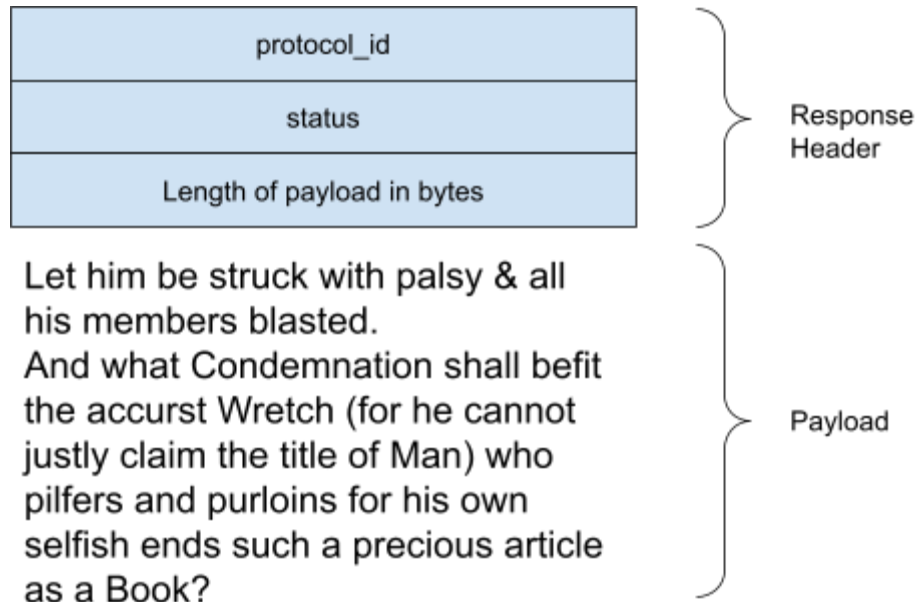 protocol_id
status
Length of payload in bytes
Response
Header
Let him be struck with palsy & all
his members blasted.
And what Condemnation shall befit
the accurst Wretch (for he cannot
justly claim the title of Man) who
pilfers and purloins for his own
selfish ends such a precious article
as a Book?
Payload